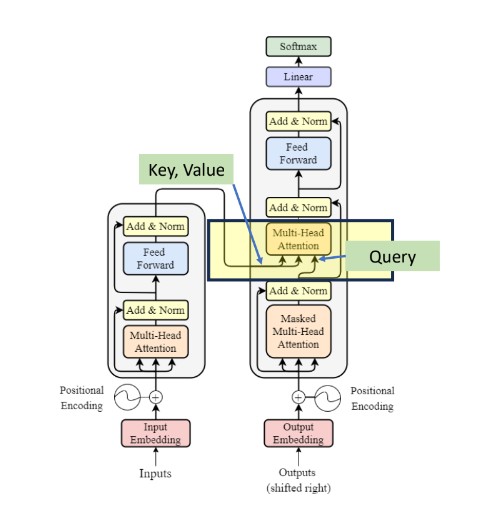 Softmax
Linear
Add & Norm
Feed
Forward
Key, Value
Add & Norm
Add & Norm
Multi-Head
Attention
Query
Feed
Forward
Add & Norm
Add & Norm
Multi-Head
Attention
Masked
Multi-Head
Attention
Positional
Encoding
Positional
Encoding
Input
Embedding
Output
Embedding
Inputs
Outputs
(shifted right)